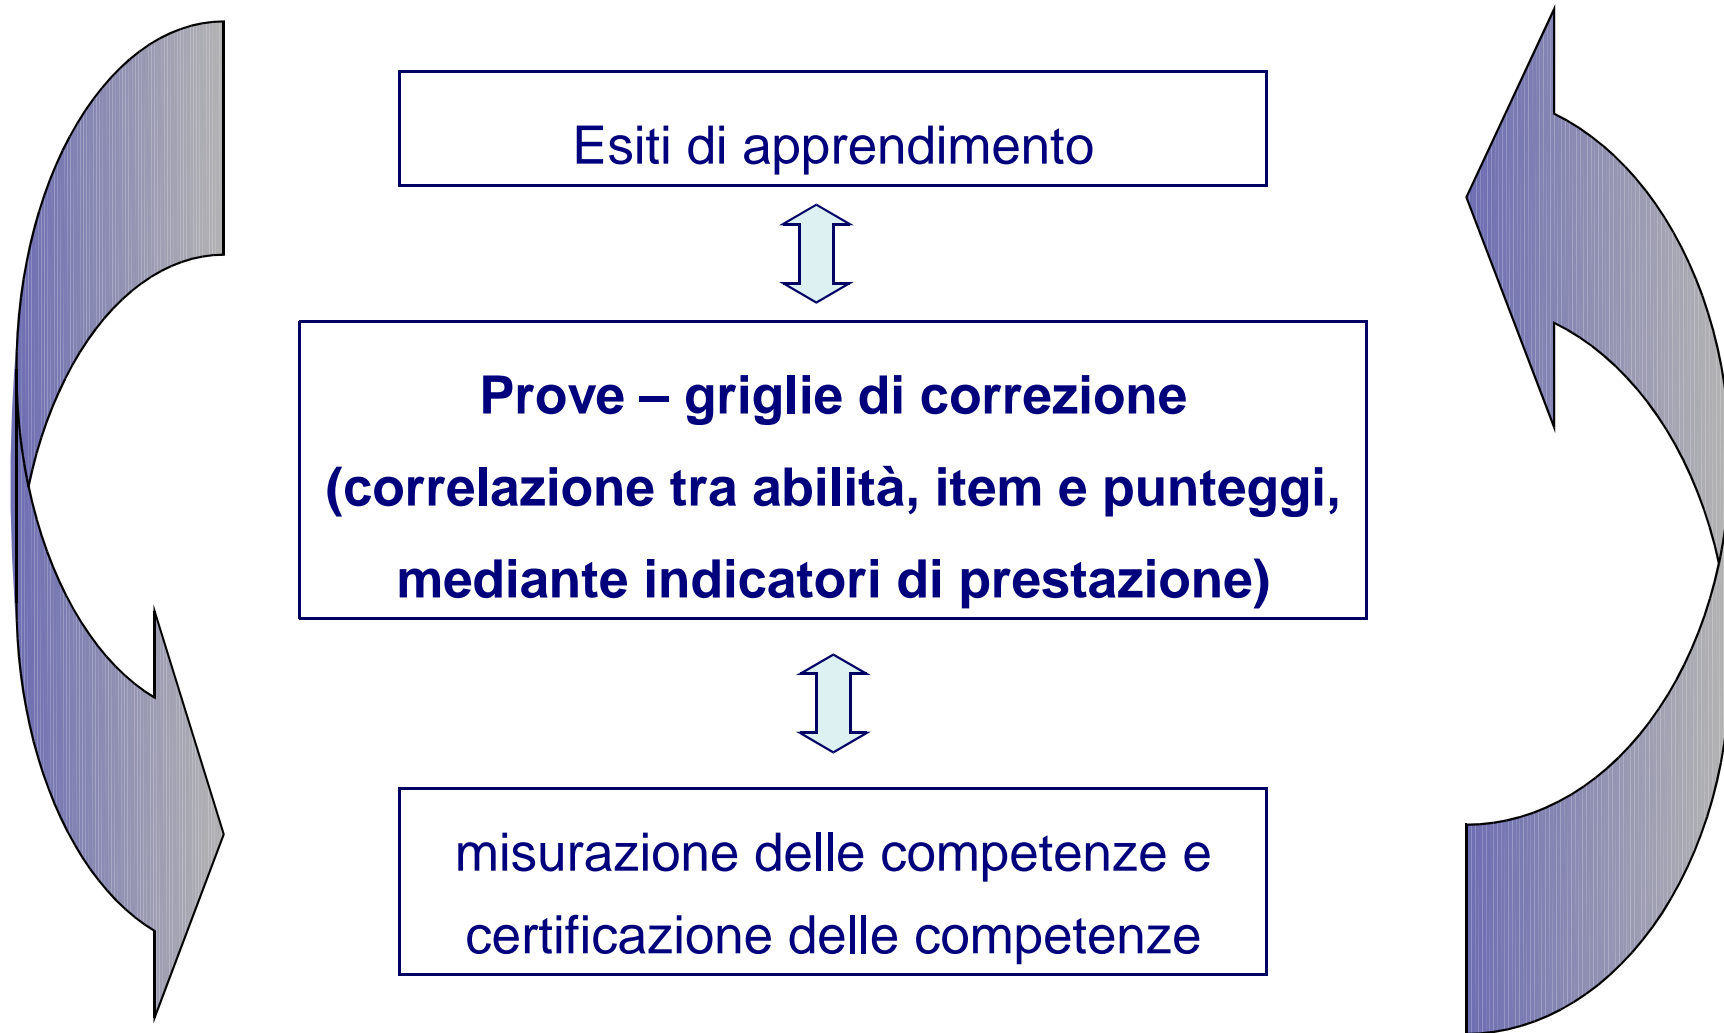 Esiti di apprendimento
Prove – griglie di correzione
(correlazione tra abilità, item e punteggi,
mediante indicatori di prestazione)
misurazione delle competenze e
certificazione delle competenze